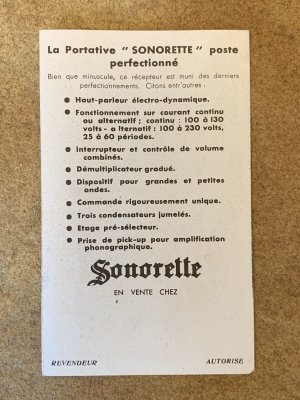 La Portative " SONORETTE " poste
perfectionné
Bien que minuscule, ce récepteur est muni des derniers
perfectionnements. Citons entr'autres :
● Haut-parleur électro-dynamique.
● Fonctionnement sur courant continu
ou alternatif ; continu : 100 à 130
volts - a lternatif : 100 à 230 volts,
25 à 60 périodes.
● Interrupteur et contrôle de volume
combinés.
● Démultiplicateur gradué.
● Dispositif pour grandes et petites
ondes.
● Commande rigoureusement unique.
● Trois condensateurs jumelés.
● Etage pré-sélecteur.
● Prise de pick-up pour amplification
phonographique.
Sonorette
EN VENTE CHEZ
REVENDEUR AUTORISE